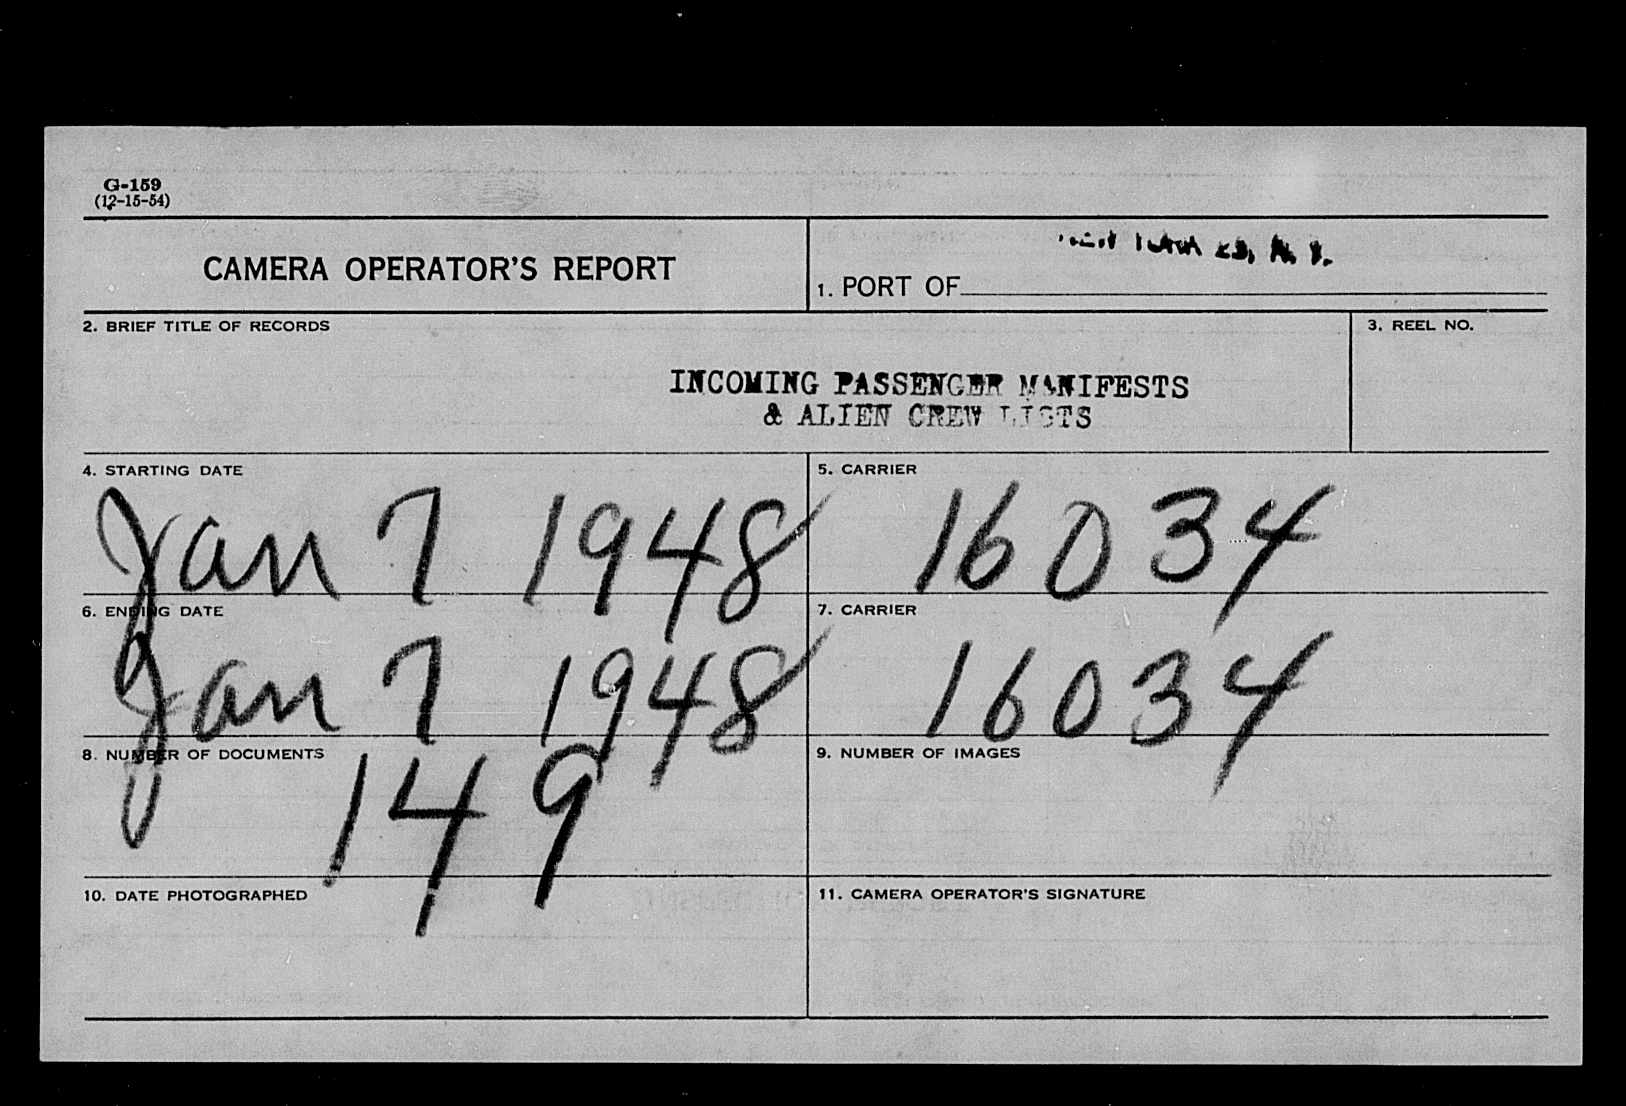 G-159
(12-15-54)
CAMERA OPERATOR'S REPORT
1. PORT OF
N. Y.
2. BRIEF TITLE OF RECORDS
3. REEL NO.
INCOMING PASSENGER MANIFESTS
& ALIEN CREW LISTS
4. STARTING DATE
Jan 7 1948
5. CARRIER
16034
6. ENDING DATE
Jan 7 1948
7. CARRIER
16034
8. NUMBER OF DOCUMENTS
149
9. NUMBER OF IMAGES
10. DATE PHOTOGRAPHED
11. CAMERA OPERATOR'S SIGNATURE